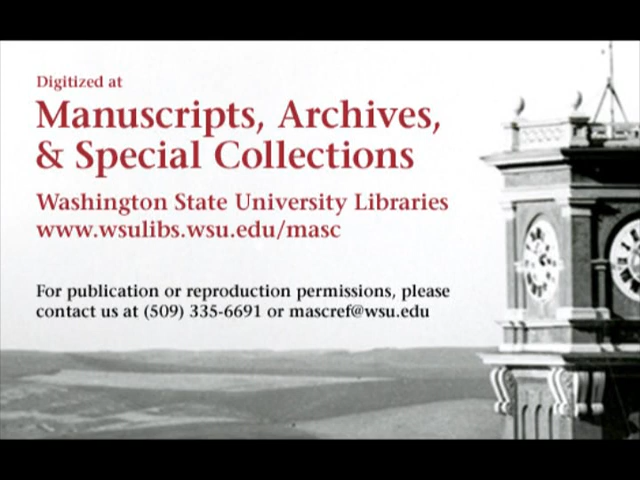 Digitized at
Manuscripts, Archives,
& Special Collections
Washington State University Libraries
www.wsulibs.wsu.edu/masc
For publication or reproduction permissions, please
contact us at (509) 335-6691 or mascref@wsu.edu